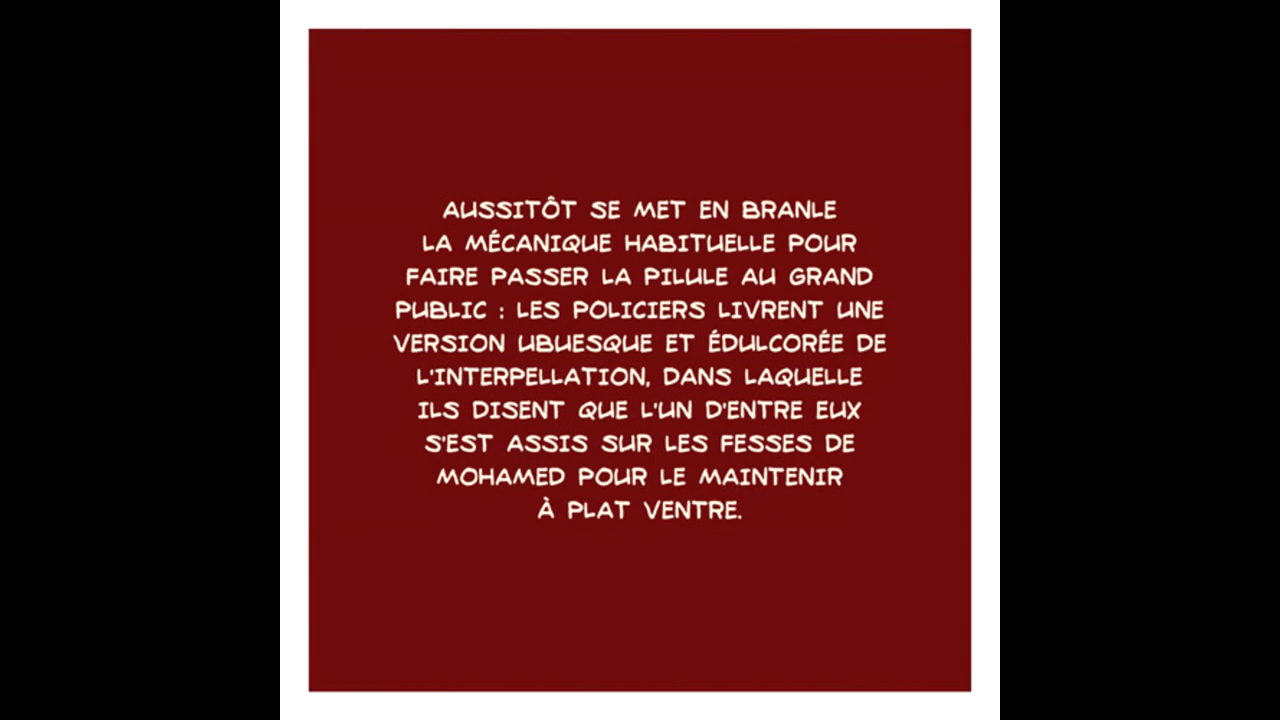 AUSSITÔT SE MET EN BRANLE
LA MÉCANIQUE HABITUELLE POUR
FAIRE PASSER LA PILULE AU GRAND
PUBLIC : LES POLICIERS LIVRENT UNE
VERSION UBUESQUE ET ÉDULCORÉE DE
L'INTERPELLATION, DANS LAQUELLE
ILS DISENT QUE L'UN D'ENTRE EUX
S'EST ASSIS SUR LES FESSES DE
MOHAMED POUR LE MAINTENIR
À PLAT VENTRE.